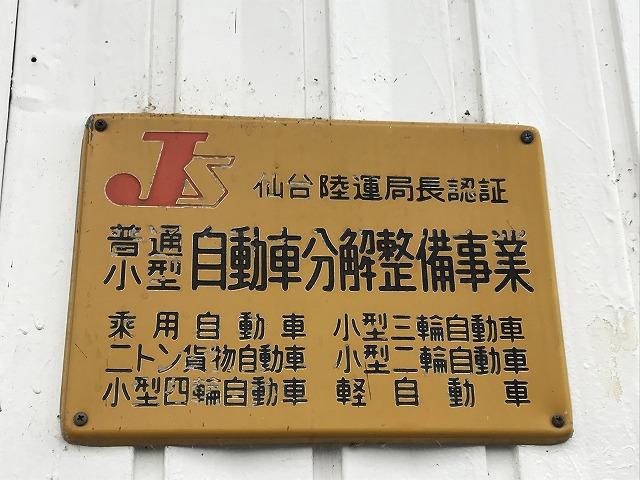 JS 仙台陸運局長認証
普通
小型 自動車分解整備事業
乗用自動車 小型三輪自動車
二トン貨物自動車 小型二輪自動車
小型四輪自動車 軽自動車